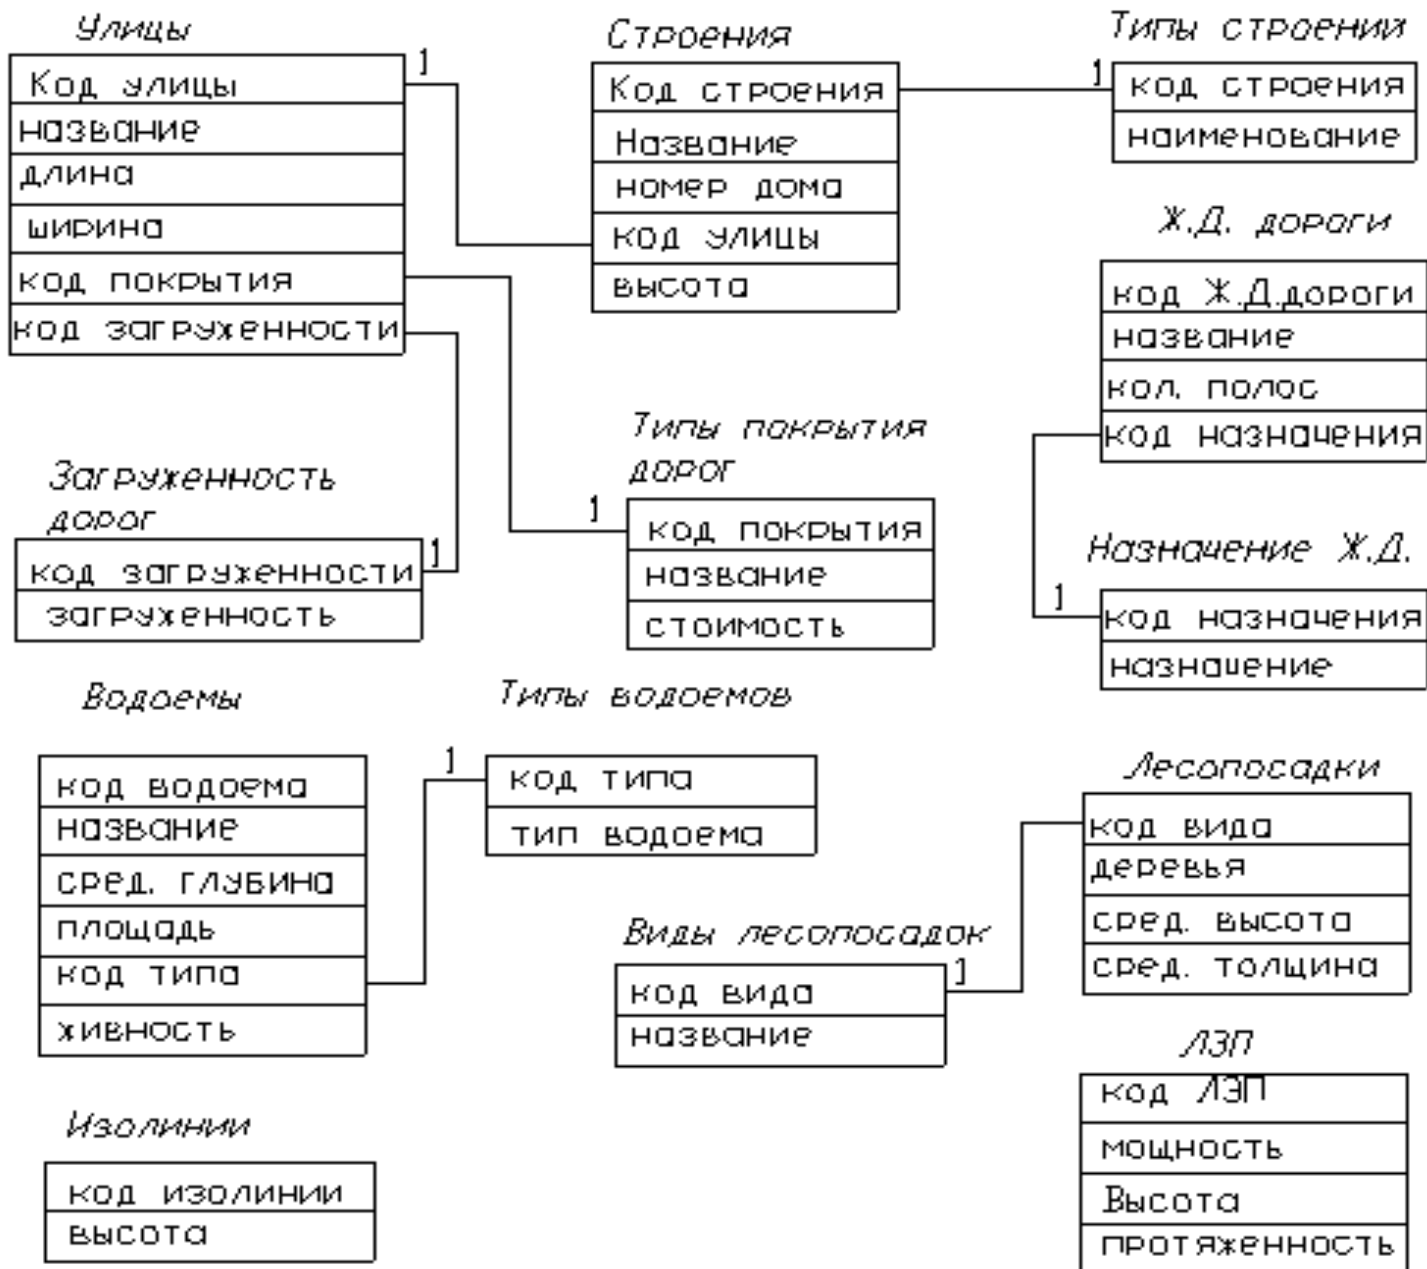 Улицы
Код улицы
1
название
длина
ширина
код покрытия
код загруженности
Строения
Код строения
Название
номер дома
код улицы
высота
Типы строений
1
код строения
наименование
Ж.Д. дороги
код Ж.Д.дороги
название
кол. полос
код назначения
Загруженность
дорог
код загруженности
1
загруженность
Типы покрытия
дорог
1
код покрытия
название
стоимость
Назначение Ж.Д.
1
код назначения
назначение
Водоемы
код водоема
название
сред. глубина
площадь
код типа
живность
Типы водоемов
1
код типа
тип водоема
Лесопосадки
код вида
деревья
сред. высота
сред. толщина
Виды лесопосадок
1
код вида
название
ЛЭП
код ЛЭП
мощность
Высота
протяженность
Изолинии
код изолинии
высота